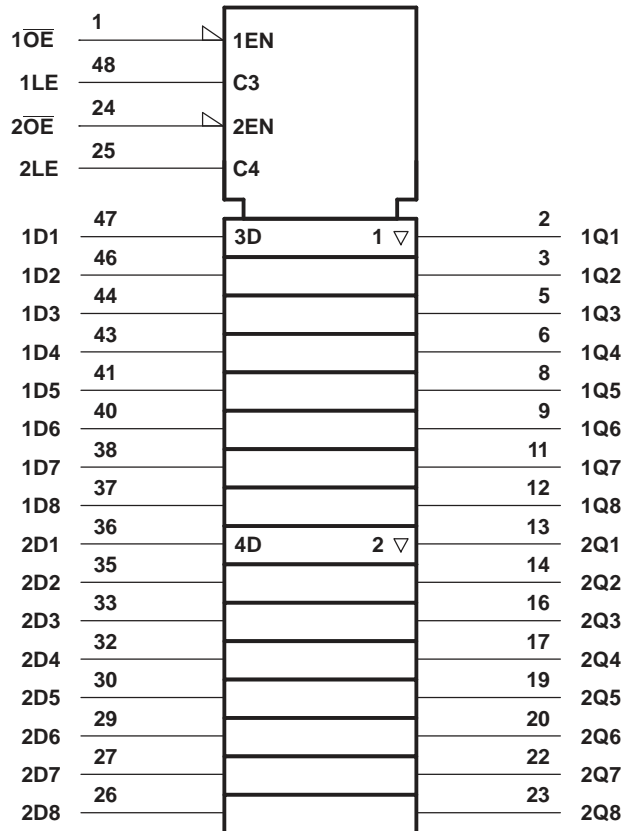 1O̅E̅ 1 1EN
1LE 48 C3
2O̅E̅ 24 2EN
2LE 25 C4
1D1 47 3D 1 ▽ 2 1Q1
1D2 46 3 1Q2
1D3 44 5 1Q3
1D4 43 6 1Q4
1D5 41 8 1Q5
1D6 40 9 1Q6
1D7 38 11 1Q7
1D8 37 12 1Q8
2D1 36 4D 2 ▽ 13 2Q1
2D2 35 14 2Q2
2D3 33 16 2Q3
2D4 32 17 2Q4
2D5 30 19 2Q5
2D6 29 20 2Q6
2D7 27 22 2Q7
2D8 26 23 2Q8